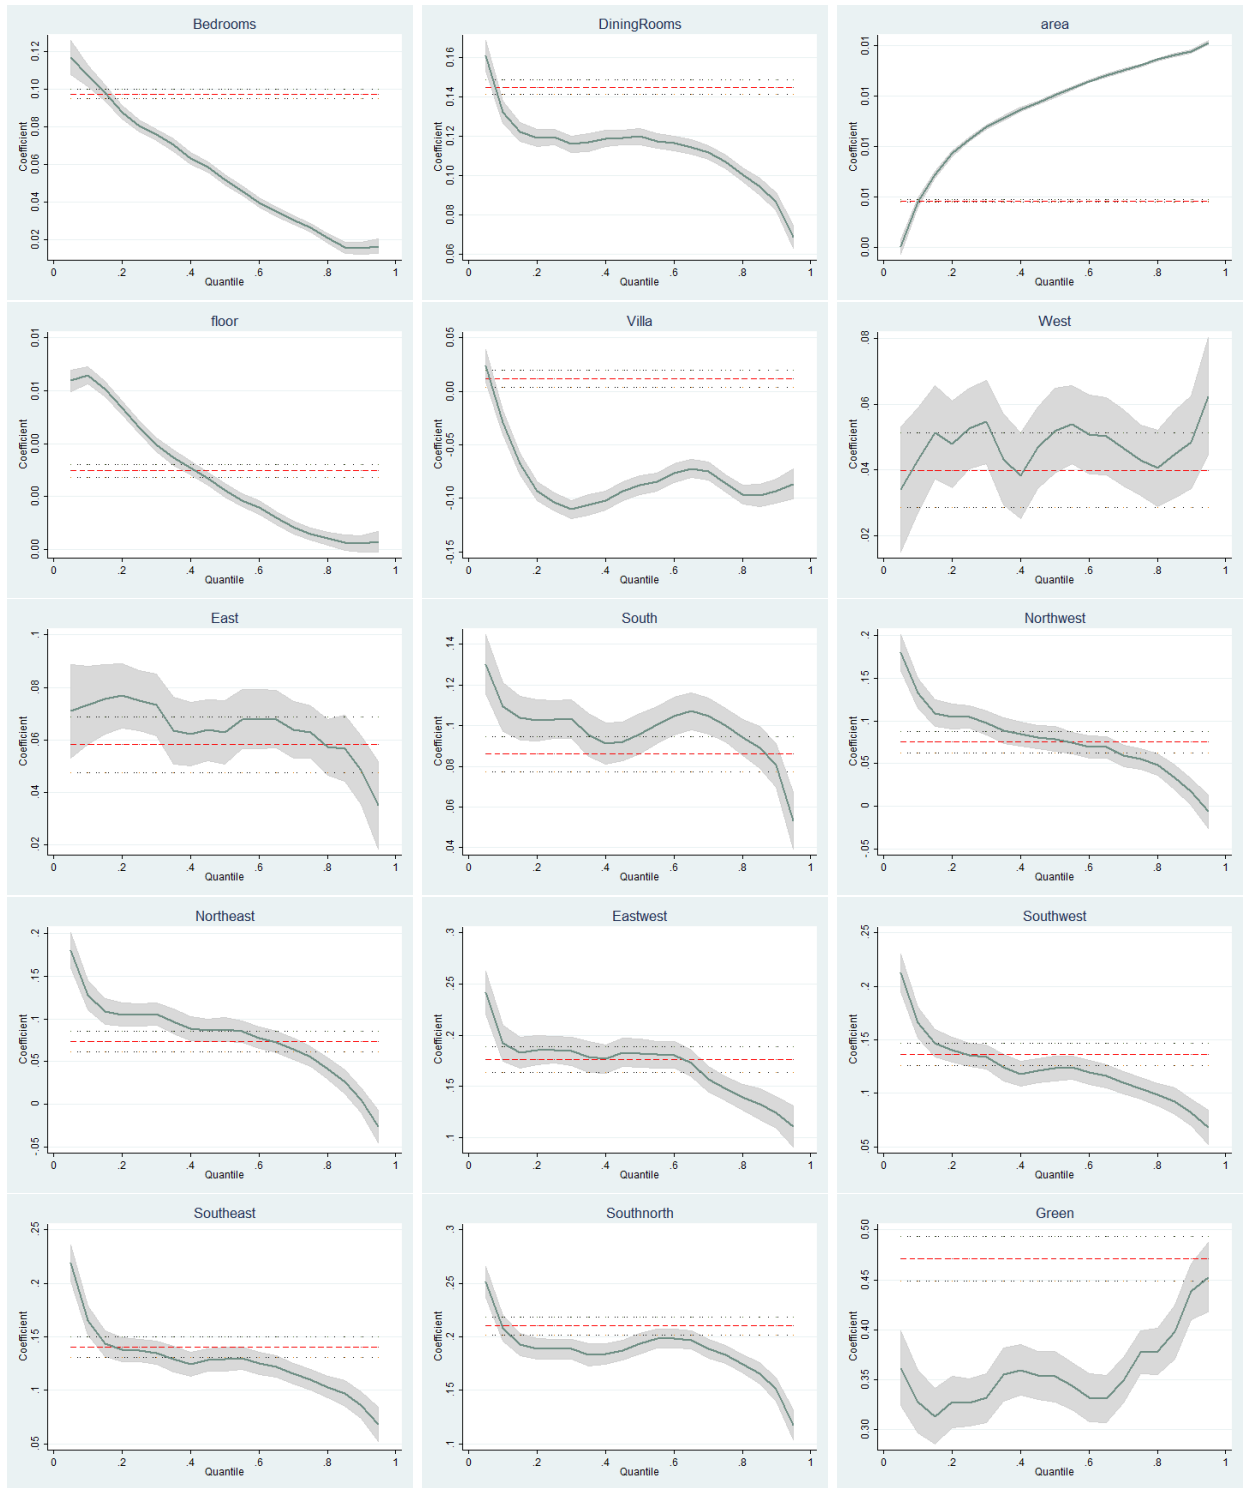 Bedrooms
Coefficient
0.02 0.04 0.06 0.08 0.10 0.12
0 .2 .4 .6 .8 1
Quantile
DiningRooms
Coefficient
0.06 0.08 0.10 0.12 0.14 0.16
0 .2 .4 .6 .8 1
Quantile
area
Coefficient
0.00 0.01 0.01 0.01 0.01
0 .2 .4 .6 .8 1
Quantile
floor
Coefficient
0.00 0.00 0.00 0.01 0.01
0 .2 .4 .6 .8 1
Quantile
Villa
Coefficient
-0.15 -0.10 -0.05 0.00 0.05
0 .2 .4 .6 .8 1
Quantile
West
Coefficient
.02 .04 .06 .08
0 .2 .4 .6 .8 1
Quantile
East
Coefficient
.02 .04 .06 .08 .1
0 .2 .4 .6 .8 1
Quantile
South
Coefficient
.04 .06 .08 .1 .12 .14
0 .2 .4 .6 .8 1
Quantile
Northwest
Coefficient
-.05 0 .05 .1 .15 .2
0 .2 .4 .6 .8 1
Quantile
Northeast
Coefficient
-.05 0 .05 .1 .15 .2
0 .2 .4 .6 .8 1
Quantile
Eastwest
Coefficient
.1 .15 .2 .25 .3
0 .2 .4 .6 .8 1
Quantile
Southwest
Coefficient
.05 .1 .15 .2 .25
0 .2 .4 .6 .8 1
Quantile
Southeast
Coefficient
.05 .1 .15 .2 .25
0 .2 .4 .6 .8 1
Quantile
Southnorth
Coefficient
.1 .15 .2 .25 .3
0 .2 .4 .6 .8 1
Quantile
Green
Coefficient
0.30 0.35 0.40 0.45 0.50
0 .2 .4 .6 .8 1
Quantile